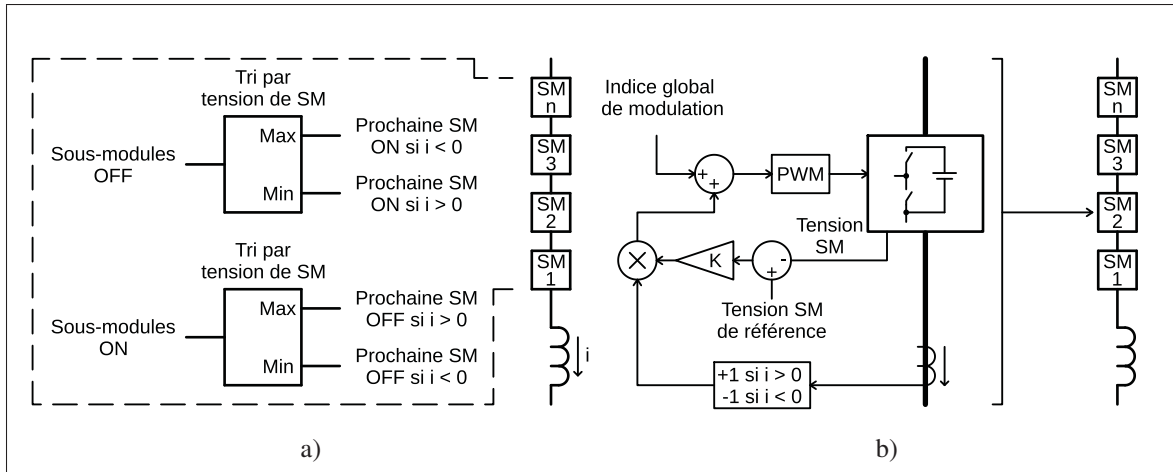 Tri par
tension de SM
Sous-modules
OFF
Max
Min
Prochaine SM
ON si i < 0
Prochaine SM
ON si i > 0
Tri par
tension de SM
Sous-modules
ON
Max
Min
Prochaine SM
OFF si i > 0
Prochaine SM
OFF si i < 0
SM
n
SM
3
SM
2
SM
1
i
a)
Indice global
de modulation
+
+
PWM
Tension
SM
K
-
+
Tension SM
de référence
+1 si i > 0
-1 si i < 0
SM
n
SM
3
SM
2
SM
1
b)